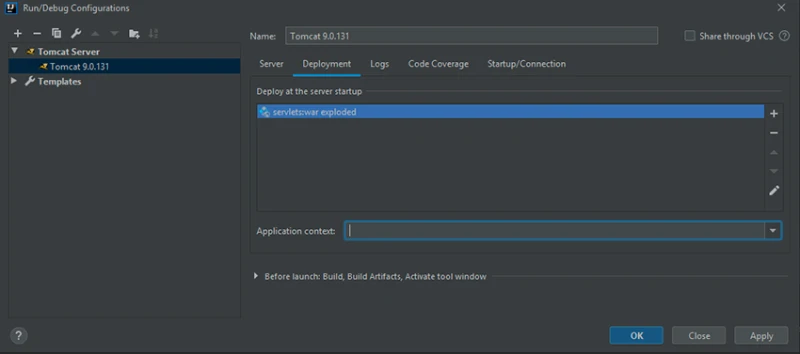 Run/Debug Configurations
Name: Tomcat 9.0.131 Share through VCS
Tomcat Server
Tomcat 9.0.131
Templates
Server Deployment Logs Code Coverage Startup/Connection
Deploy at the server startup
servlets:war exploded
Application context:
Before launch: Build, Build Artifacts, Activate tool window
? OK Close Apply